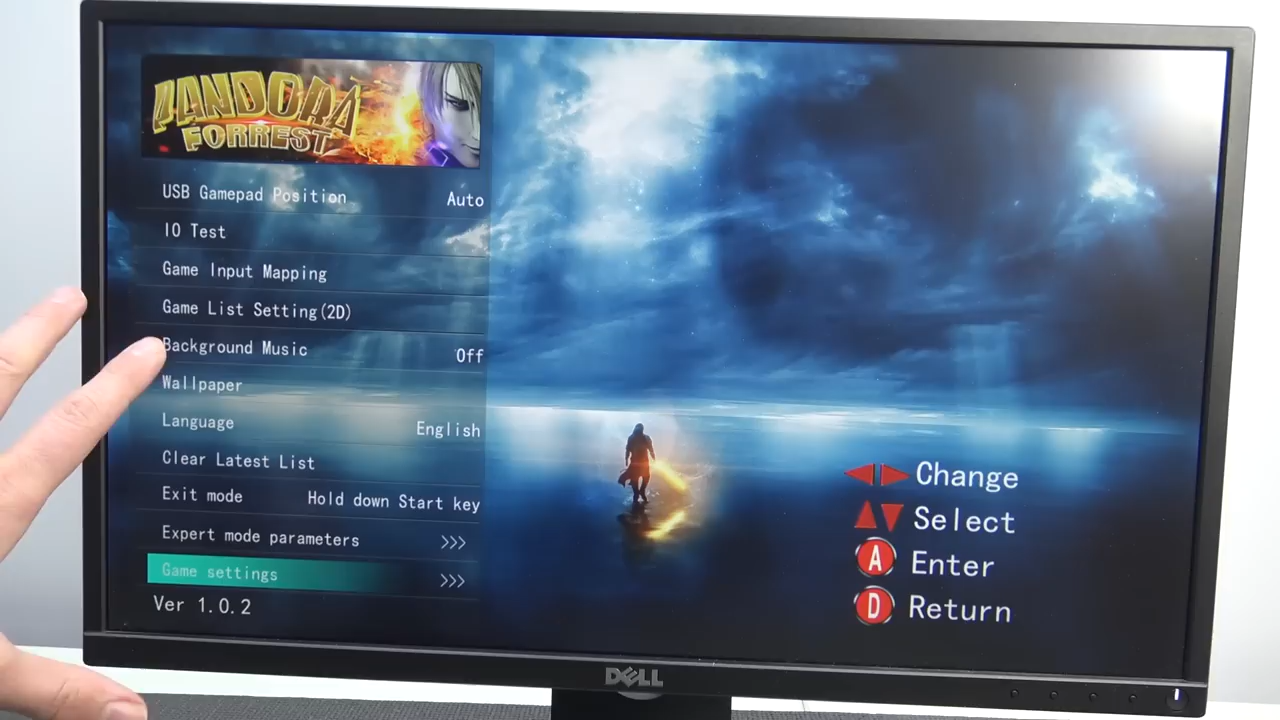 PANDORA
FORREST
USB Gamepad Position Auto
IO Test
Game Input Mapping
Game List Setting(2D)
Background Music Off
Wallpaper
Language English
Clear Latest List
Exit mode Hold down Start key
Expert mode parameters >>>
Game settings >>>
Ver 1.0.2
Change
Select
A Enter
D Return
DELL